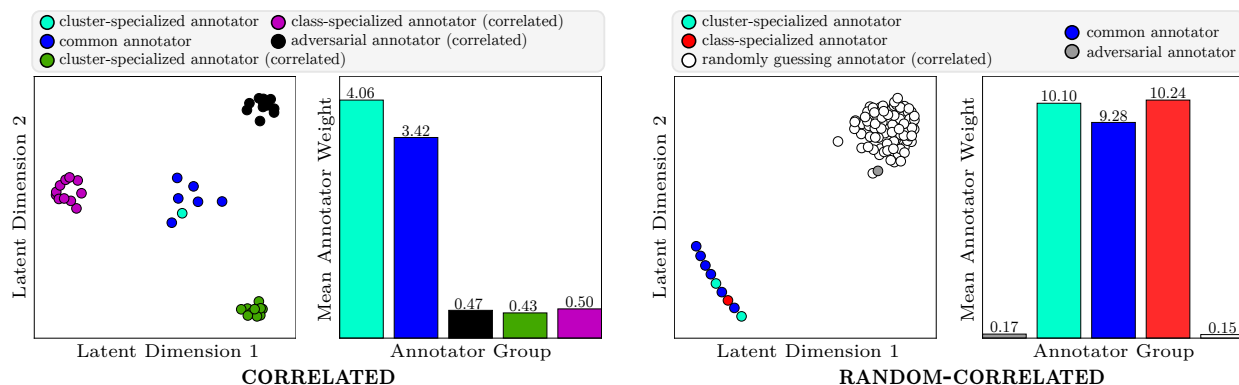 cluster-specialized annotator
common annotator
cluster-specialized annotator (correlated)
class-specialized annotator (correlated)
adversarial annotator (correlated)
Latent Dimension 2
Latent Dimension 1
Mean Annotator Weight
4.06
3.42
0.47
0.43
0.50
Annotator Group
CORRELATED
cluster-specialized annotator
class-specialized annotator
randomly guessing annotator (correlated)
common annotator
adversarial annotator
Latent Dimension 2
Latent Dimension 1
Mean Annotator Weight
0.17
10.10
9.28
10.24
0.15
Annotator Group
RANDOM-CORRELATED